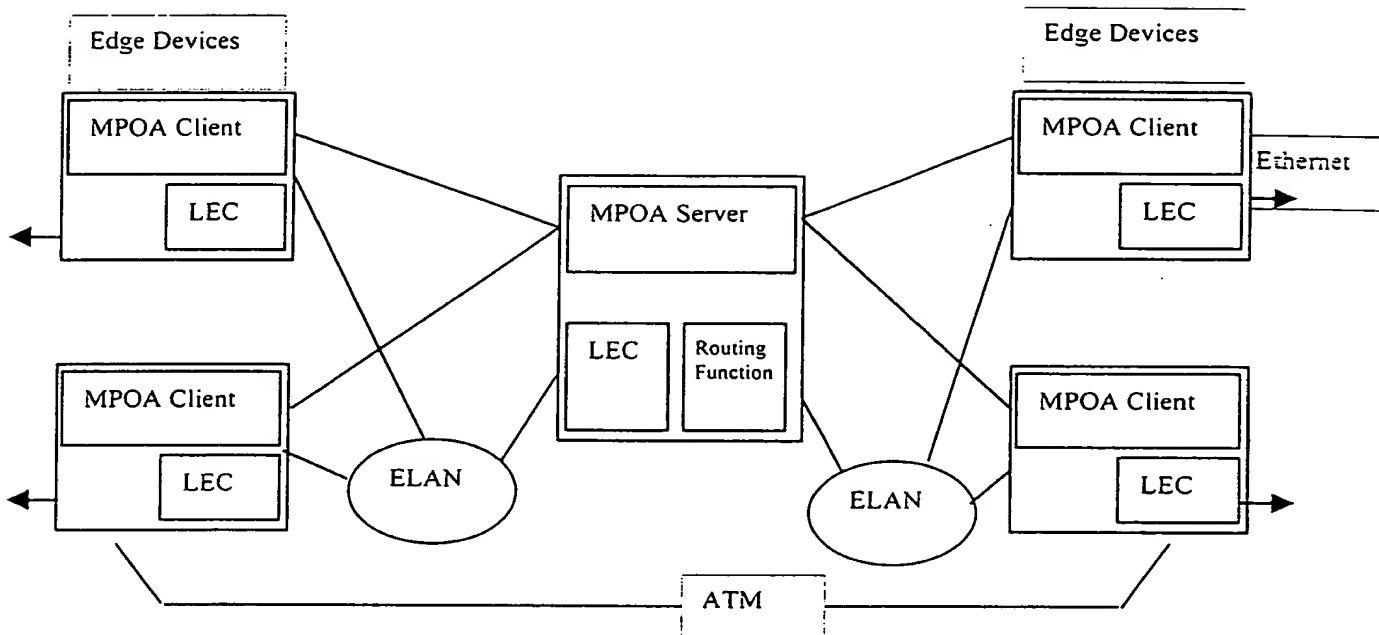 Edge Devices
Edge Devices
MPOA Client
MPOA Client
Ethernet
LEC
MPOA Server
LEC
LEC
Routing
Function
MPOA Client
MPOA Client
LEC
ELAN
ELAN
LEC
ATM